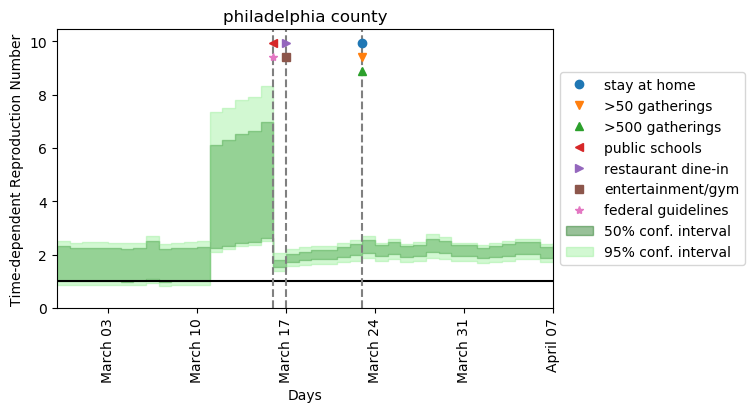 philadelphia county
Time-dependent Reproduction Number
10
8
6
4
2
0
March 03
March 10
March 17
March 24
March 31
April 07
Days
stay at home
>50 gatherings
>500 gatherings
public schools
restaurant dine-in
entertainment/gym
federal guidelines
50% conf. interval
95% conf. interval